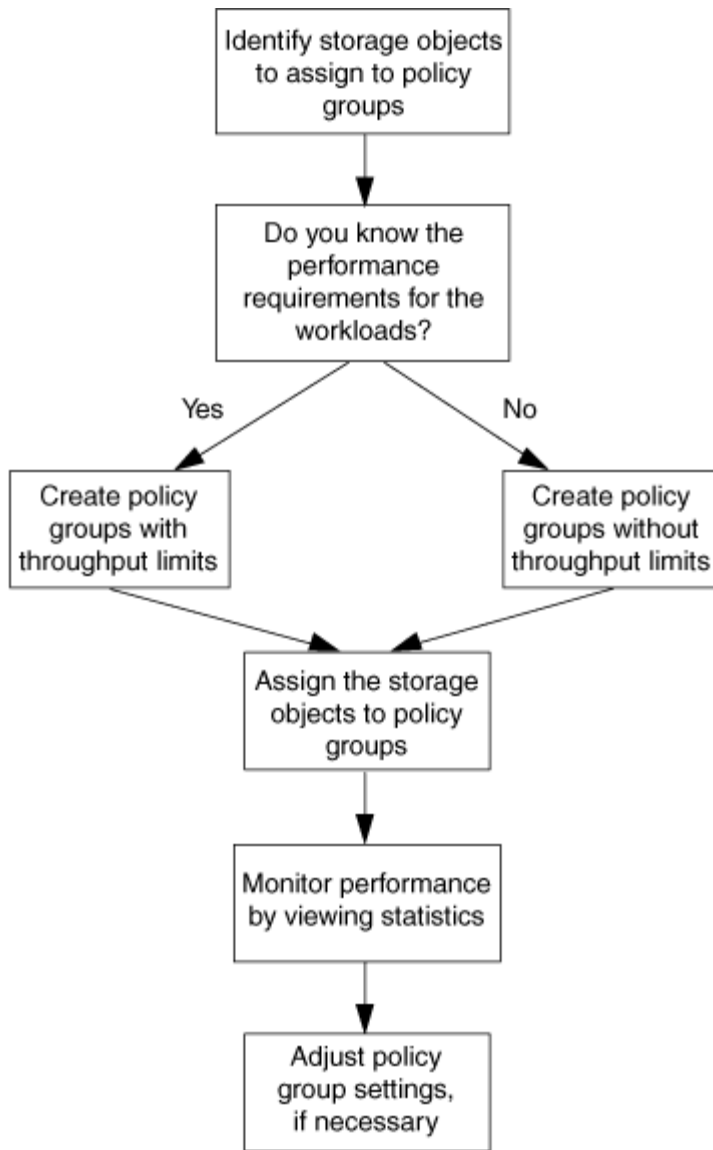 Identify storage objects
to assign to policy
groups
Do you know the
performance
requirements for the
workloads?
Yes
No
Create policy
groups with
throughput limits
Create policy
groups without
throughput limits
Assign the storage
objects to policy
groups
Monitor performance
by viewing statistics
Adjust policy
group settings,
if necessary